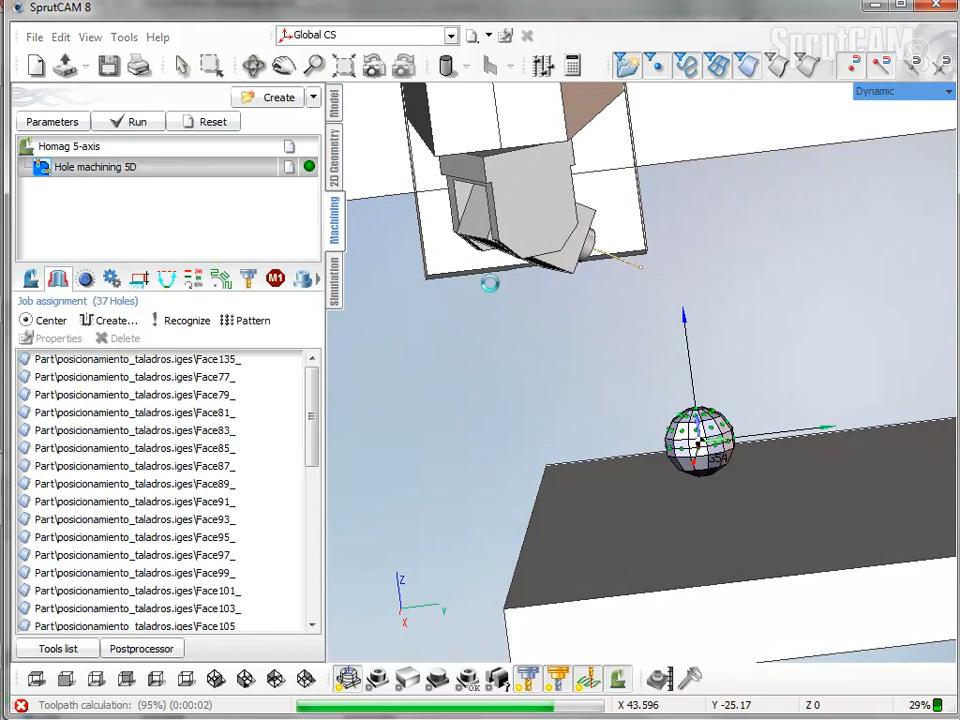 SprutCAM 8
File Edit View Tools Help
Global CS
SprutCAM 8
Create
Parameters Run Reset
Homag 5-axis
Hole machining 5D
Model
2D Geometry
Machining
Simulation
Dynamic
M1
Job assignment (37 Holes)
Center Create... Recognize Pattern
Properties Delete
Part\posicionamiento_taladros.iges\Face135_
Part\posicionamiento_taladros.iges\Face77_
Part\posicionamiento_taladros.iges\Face79_
Part\posicionamiento_taladros.iges\Face81_
Part\posicionamiento_taladros.iges\Face83_
Part\posicionamiento_taladros.iges\Face85_
Part\posicionamiento_taladros.iges\Face87_
Part\posicionamiento_taladros.iges\Face89_
Part\posicionamiento_taladros.iges\Face91_
Part\posicionamiento_taladros.iges\Face93_
Part\posicionamiento_taladros.iges\Face95_
Part\posicionamiento_taladros.iges\Face97_
Part\posicionamiento_taladros.iges\Face99_
Part\posicionamiento_taladros.iges\Face101_
Part\posicionamiento_taladros.iges\Face103_
Part\posicionamiento_taladros.iges\Face105
G54
Z
Y
X
Tools list Postprocessor
OK
Toolpath calculation: (95%) (0:00:02)
X 43.596 Y -25.17 Z 0 29%